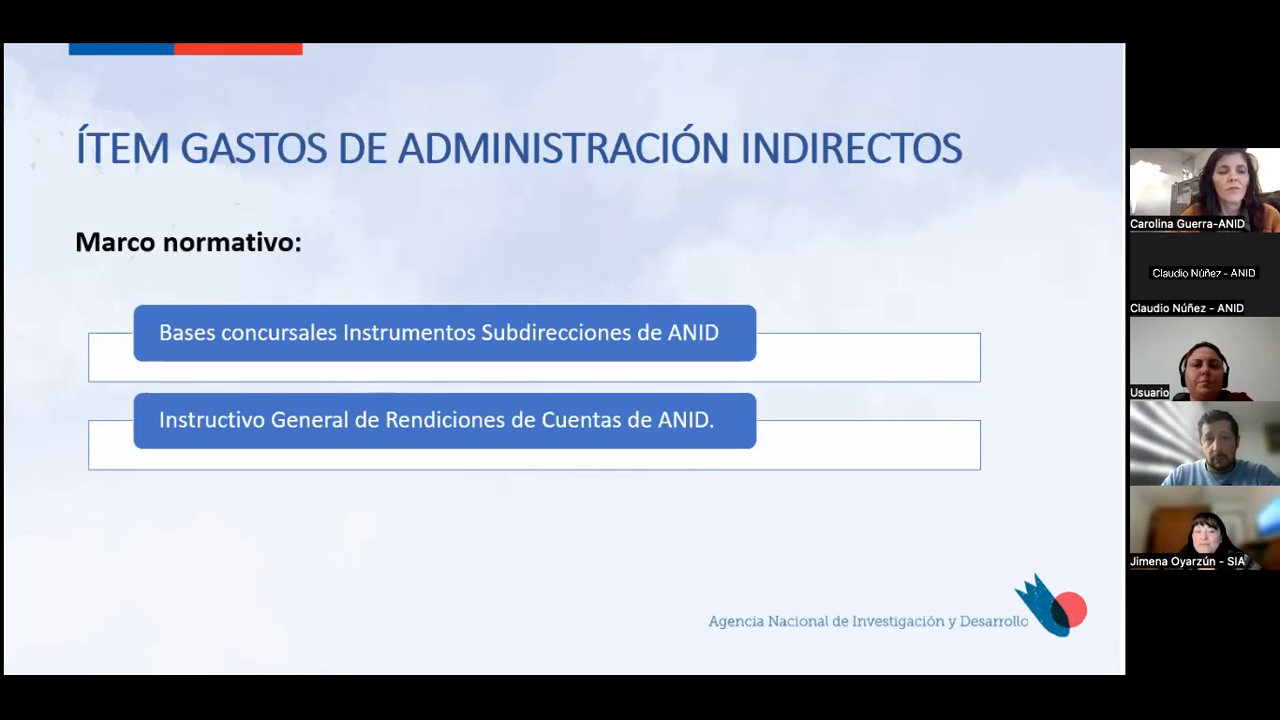 ÍTEM GASTOS DE ADMINISTRACIÓN INDIRECTOS
Marco normativo:
Bases concursales Instrumentos Subdirecciones de ANID
Instructivo General de Rendiciones de Cuentas de ANID.
Agencia Nacional de Investigación y Desarrollo
Carolina Guerra-ANID
Claudio Núñez - ANID
Claudio Núñez - ANID
Usuario
Jimena Oyarzún - SIA